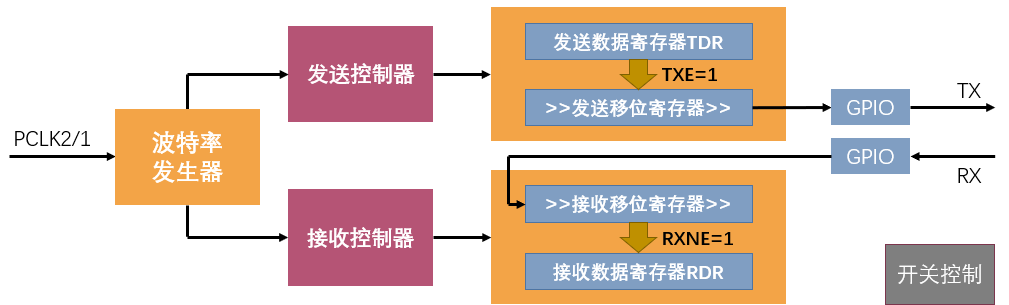 发送数据寄存器TDR
发送控制器
TXE=1
TX
>>发送移位寄存器>>
GPIO
PCLK2/1
波特率
发生器
GPIO
RX
>>接收移位寄存器>>
接收控制器
RXNE=1
接收数据寄存器RDR
开关控制